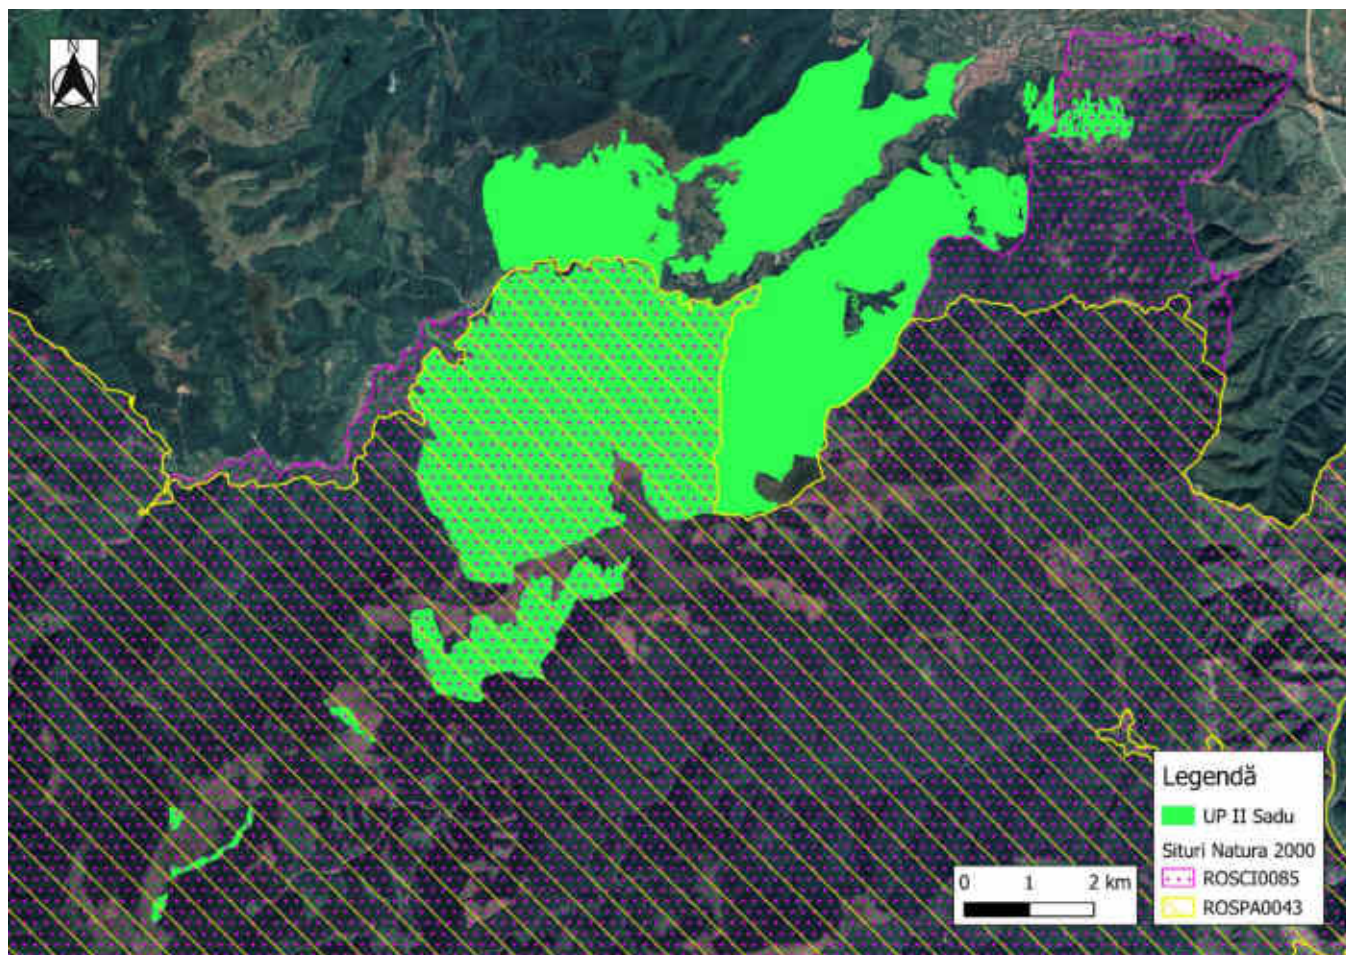 N
Legendă
UP II Sadu
Situri Natura 2000
ROSCI0085
ROSPA0043
0 1 2 km